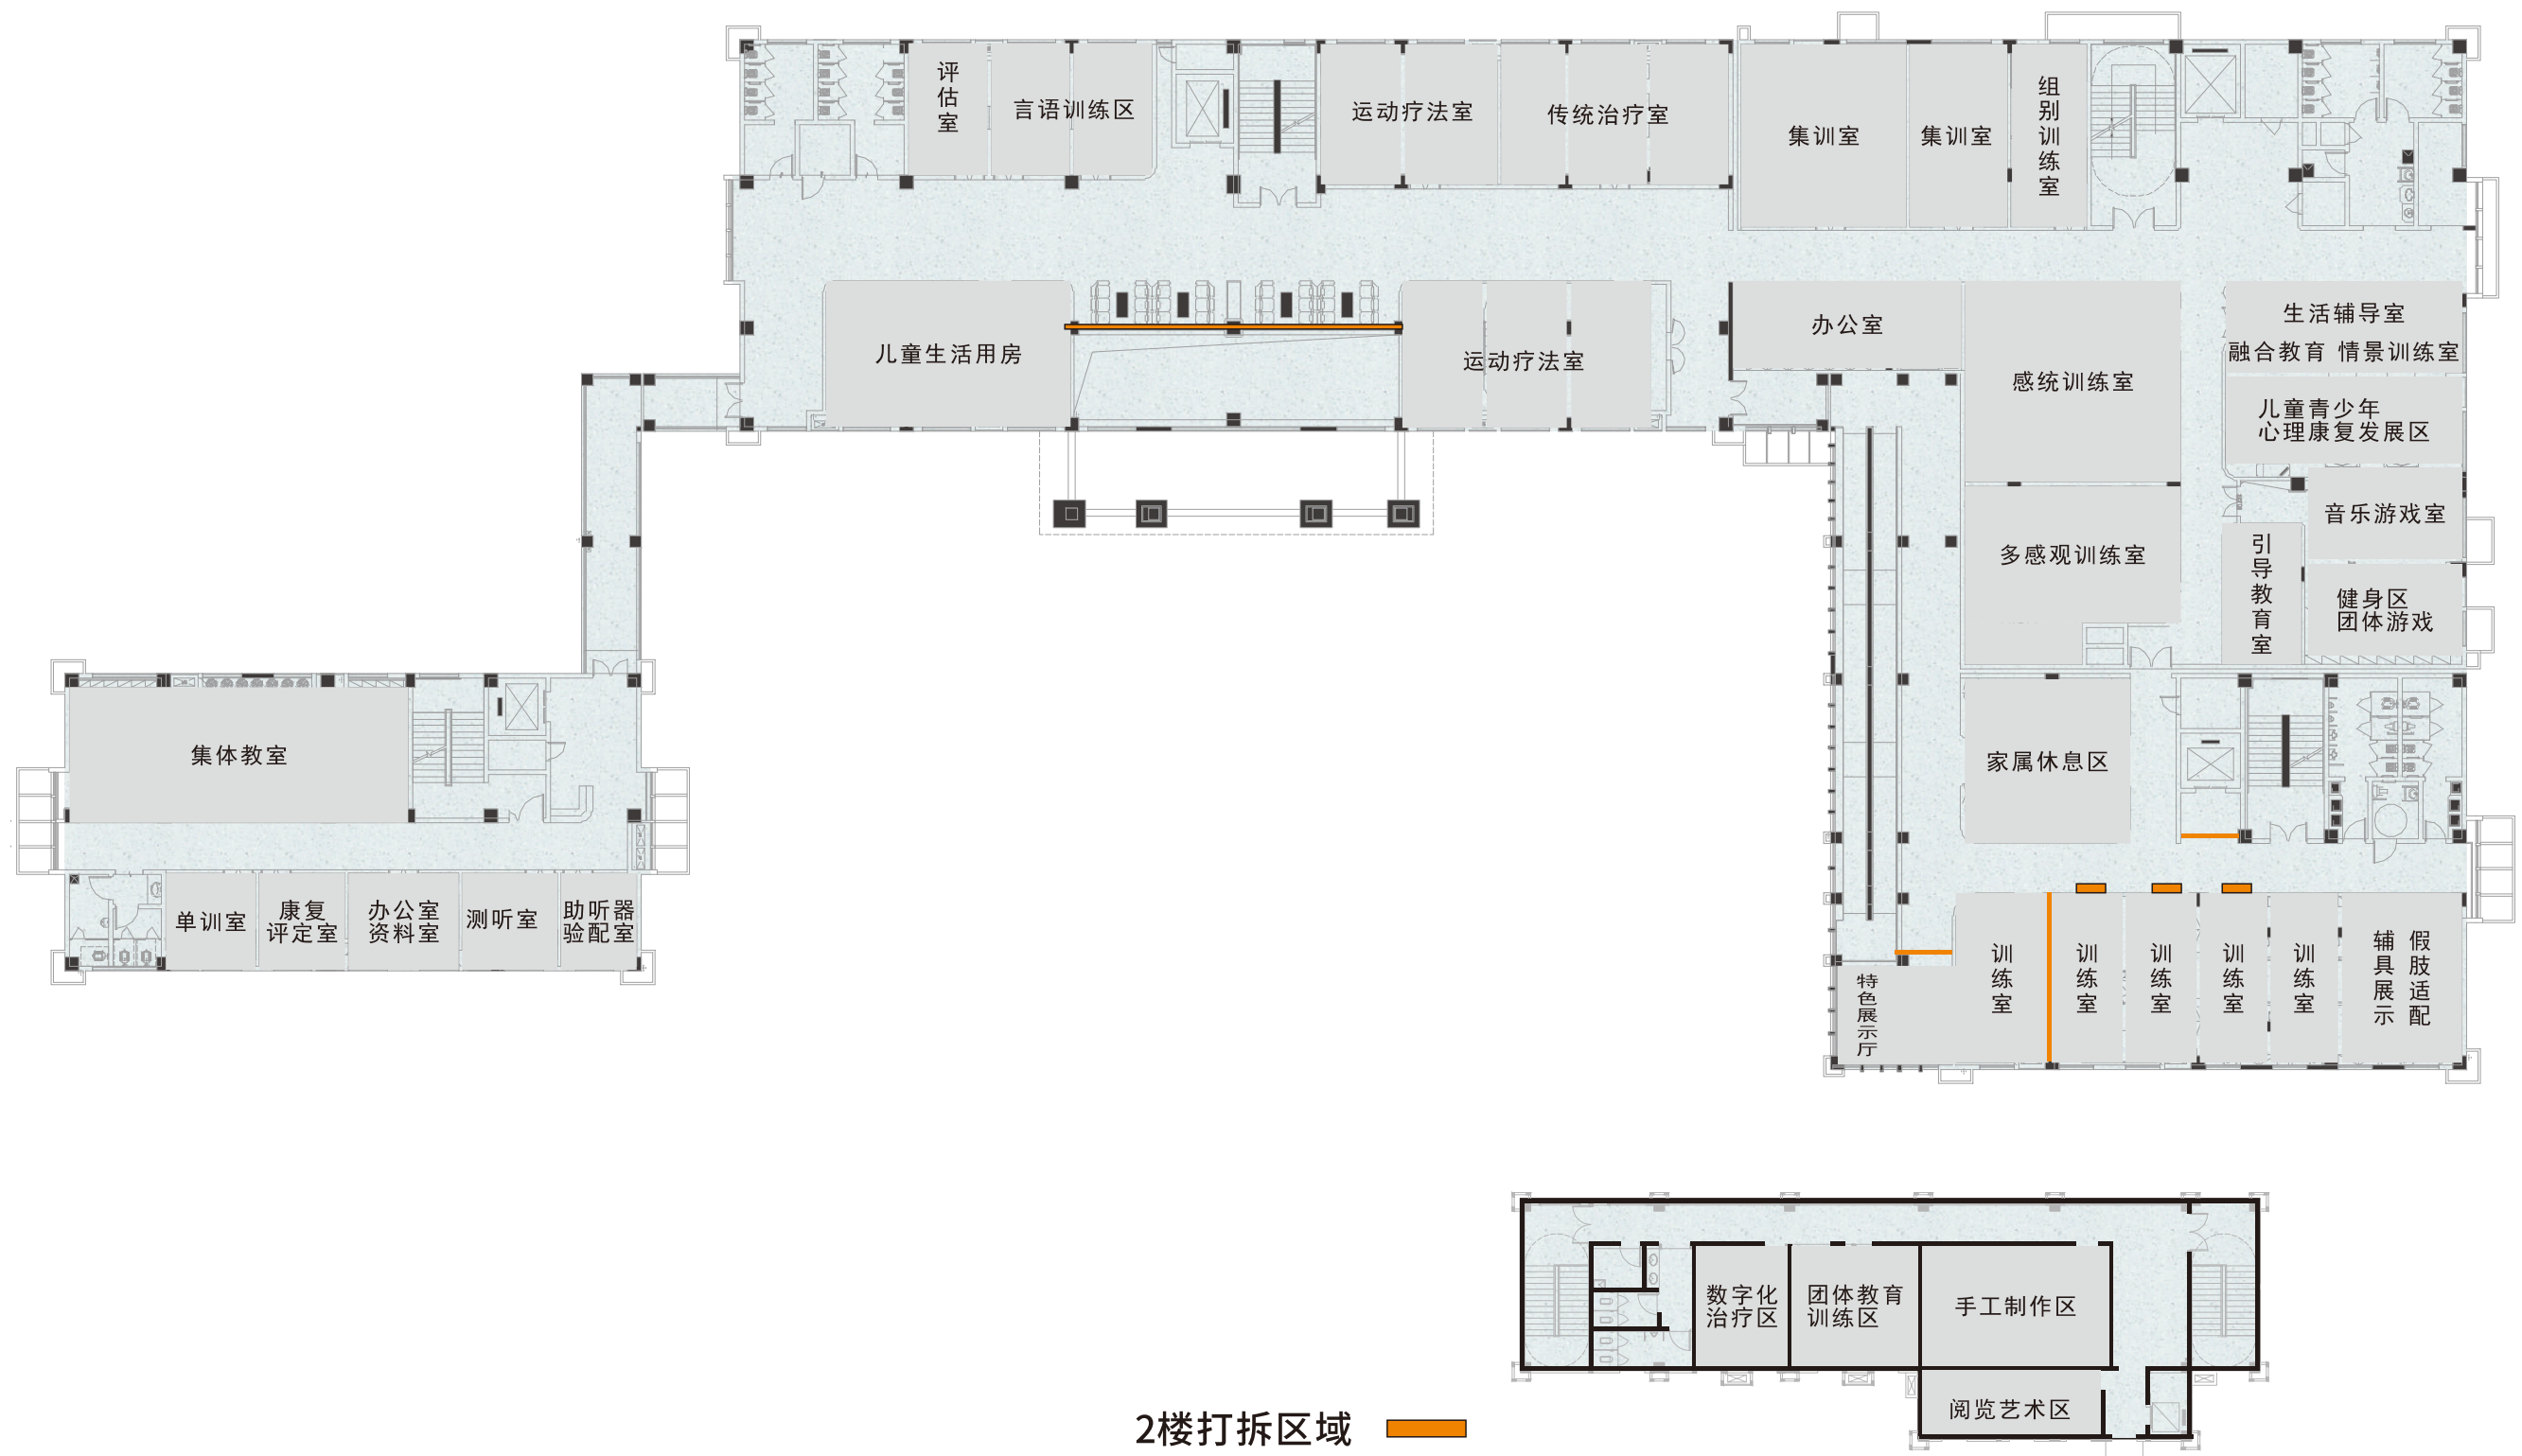 评估室
言语训练区
运动疗法室
传统治疗室
集训室
集训室
组别训练室
儿童生活用房
运动疗法室
办公室
感统训练室
生活辅导室
融合教育 情景训练室
儿童青少年
心理康复发展区
音乐游戏室
多感观训练室
引导教育室
健身区
团体游戏
集体教室
家属休息区
单训室
康复
评定室
办公室
资料室
测听室
助听器
验配室
特色展示厅
训练室
训练室
训练室
训练室
训练室
辅具展示
假肢适配
数字化
治疗区
团体教育
训练区
手工制作区
阅览艺术区
2楼打拆区域